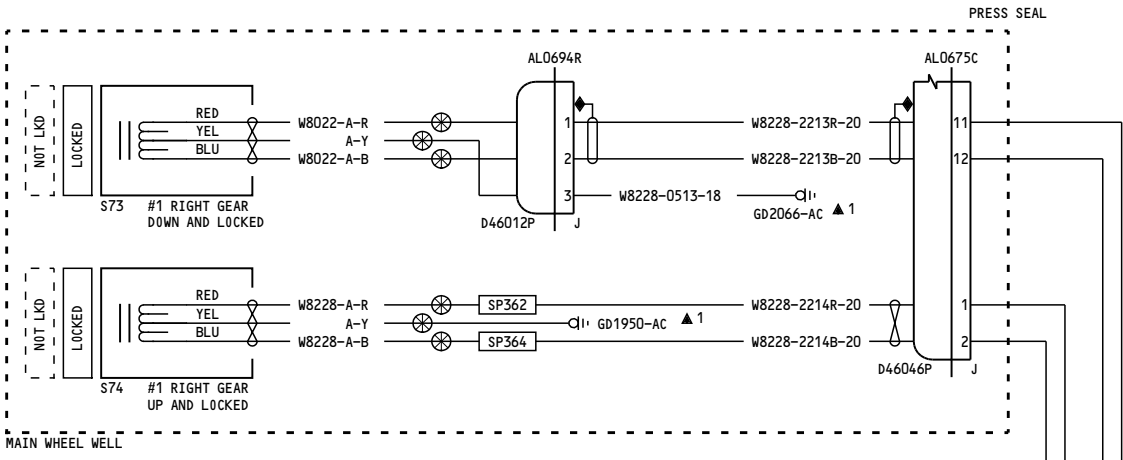 PRESS SEAL
AL0694R
AL0675C
NOT LKD
LOCKED
RED
YEL
BLU
W8022-A-R
A-Y
W8022-A-B
1
2
3
W8228-2213R-20
W8228-2213B-20
11
12
W8228-0513-18
GD2066-AC
1
S73
#1 RIGHT GEAR
DOWN AND LOCKED
D46012P
J
NOT LKD
LOCKED
RED
YEL
BLU
W8228-A-R
A-Y
W8228-A-B
SP362
SP364
GD1950-AC
1
W8228-2214R-20
W8228-2214B-20
1
2
D46046P
J
S74
#1 RIGHT GEAR
UP AND LOCKED
MAIN WHEEL WELL